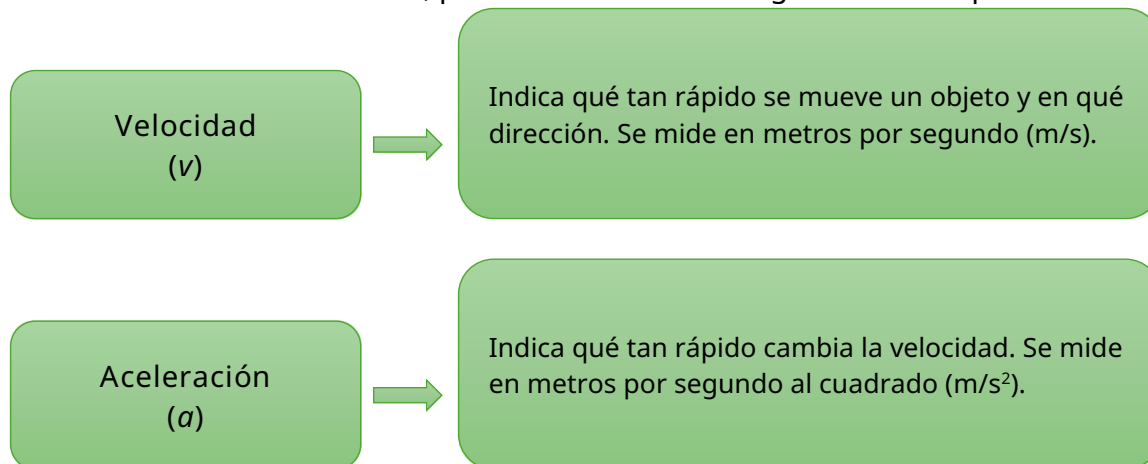 Velocidad
(v)
Indica qué tan rápido se mueve un objeto y en qué
dirección. Se mide en metros por segundo (m/s).
Aceleración
(a)
Indica qué tan rápido cambia la velocidad. Se mide
en metros por segundo al cuadrado (m/s²).